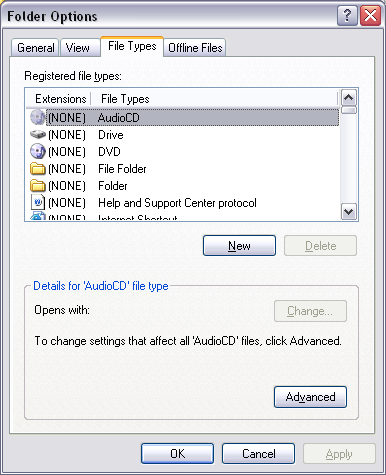 Folder Options
General View File Types Offline Files
Registered file types:
Extensions File Types
(NONE) AudioCD
(NONE) Drive
(NONE) DVD
(NONE) File Folder
(NONE) Folder
(NONE) Help and Support Center protocol
(NONE) Internet Shortcut
New Delete
Details for 'AudioCD' file type
Opens with: Change...
To change settings that affect all 'AudioCD' files, click Advanced.
Advanced
OK Cancel Apply